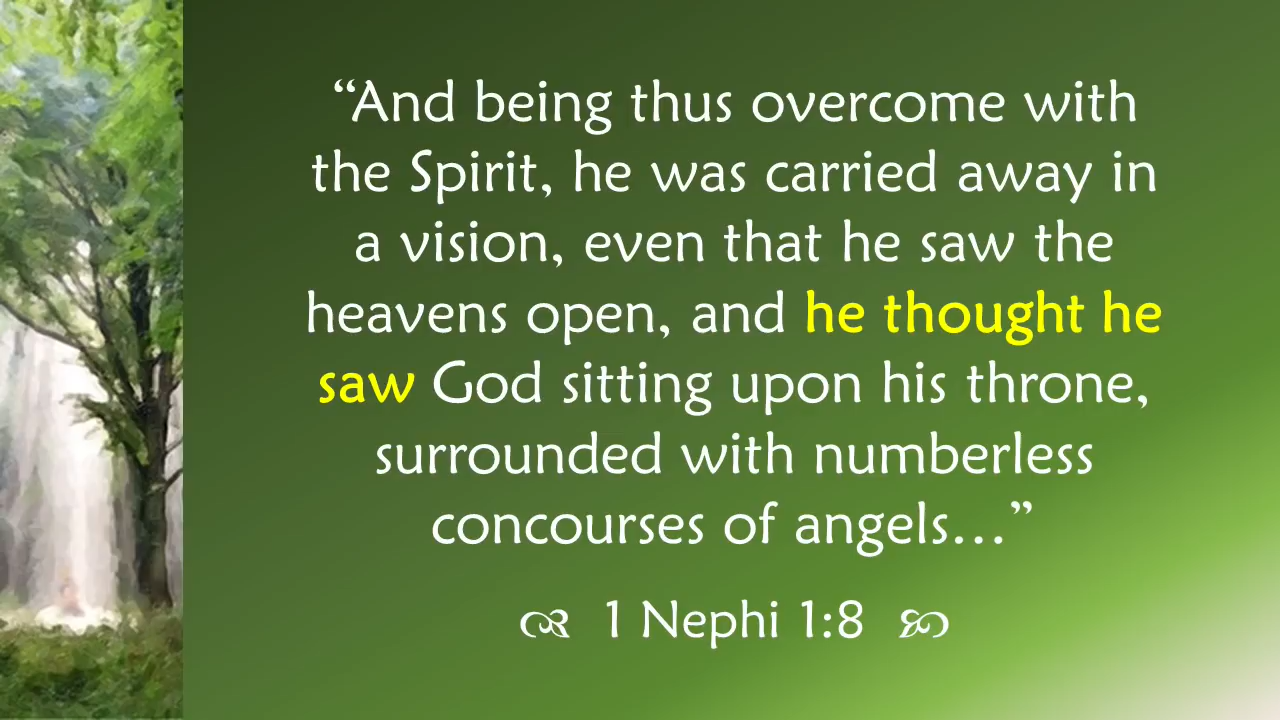 “And being thus overcome with
the Spirit, he was carried away in
a vision, even that he saw the
heavens open, and he thought he
saw God sitting upon his throne,
surrounded with numberless
concourses of angels…”
1 Nephi 1:8